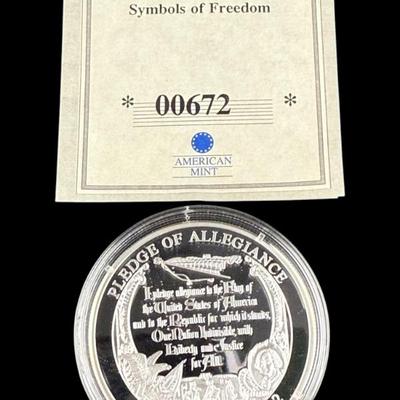 Symbols of Freedom
* 00672 *
AMERICAN
MINT
PLEDGE OF ALLEGIANCE
I pledge allegiance to the Flag of
the United States of America
and to the Republic for which it stands,
One Nation Indivisible, with
Liberty and Justice
for All.